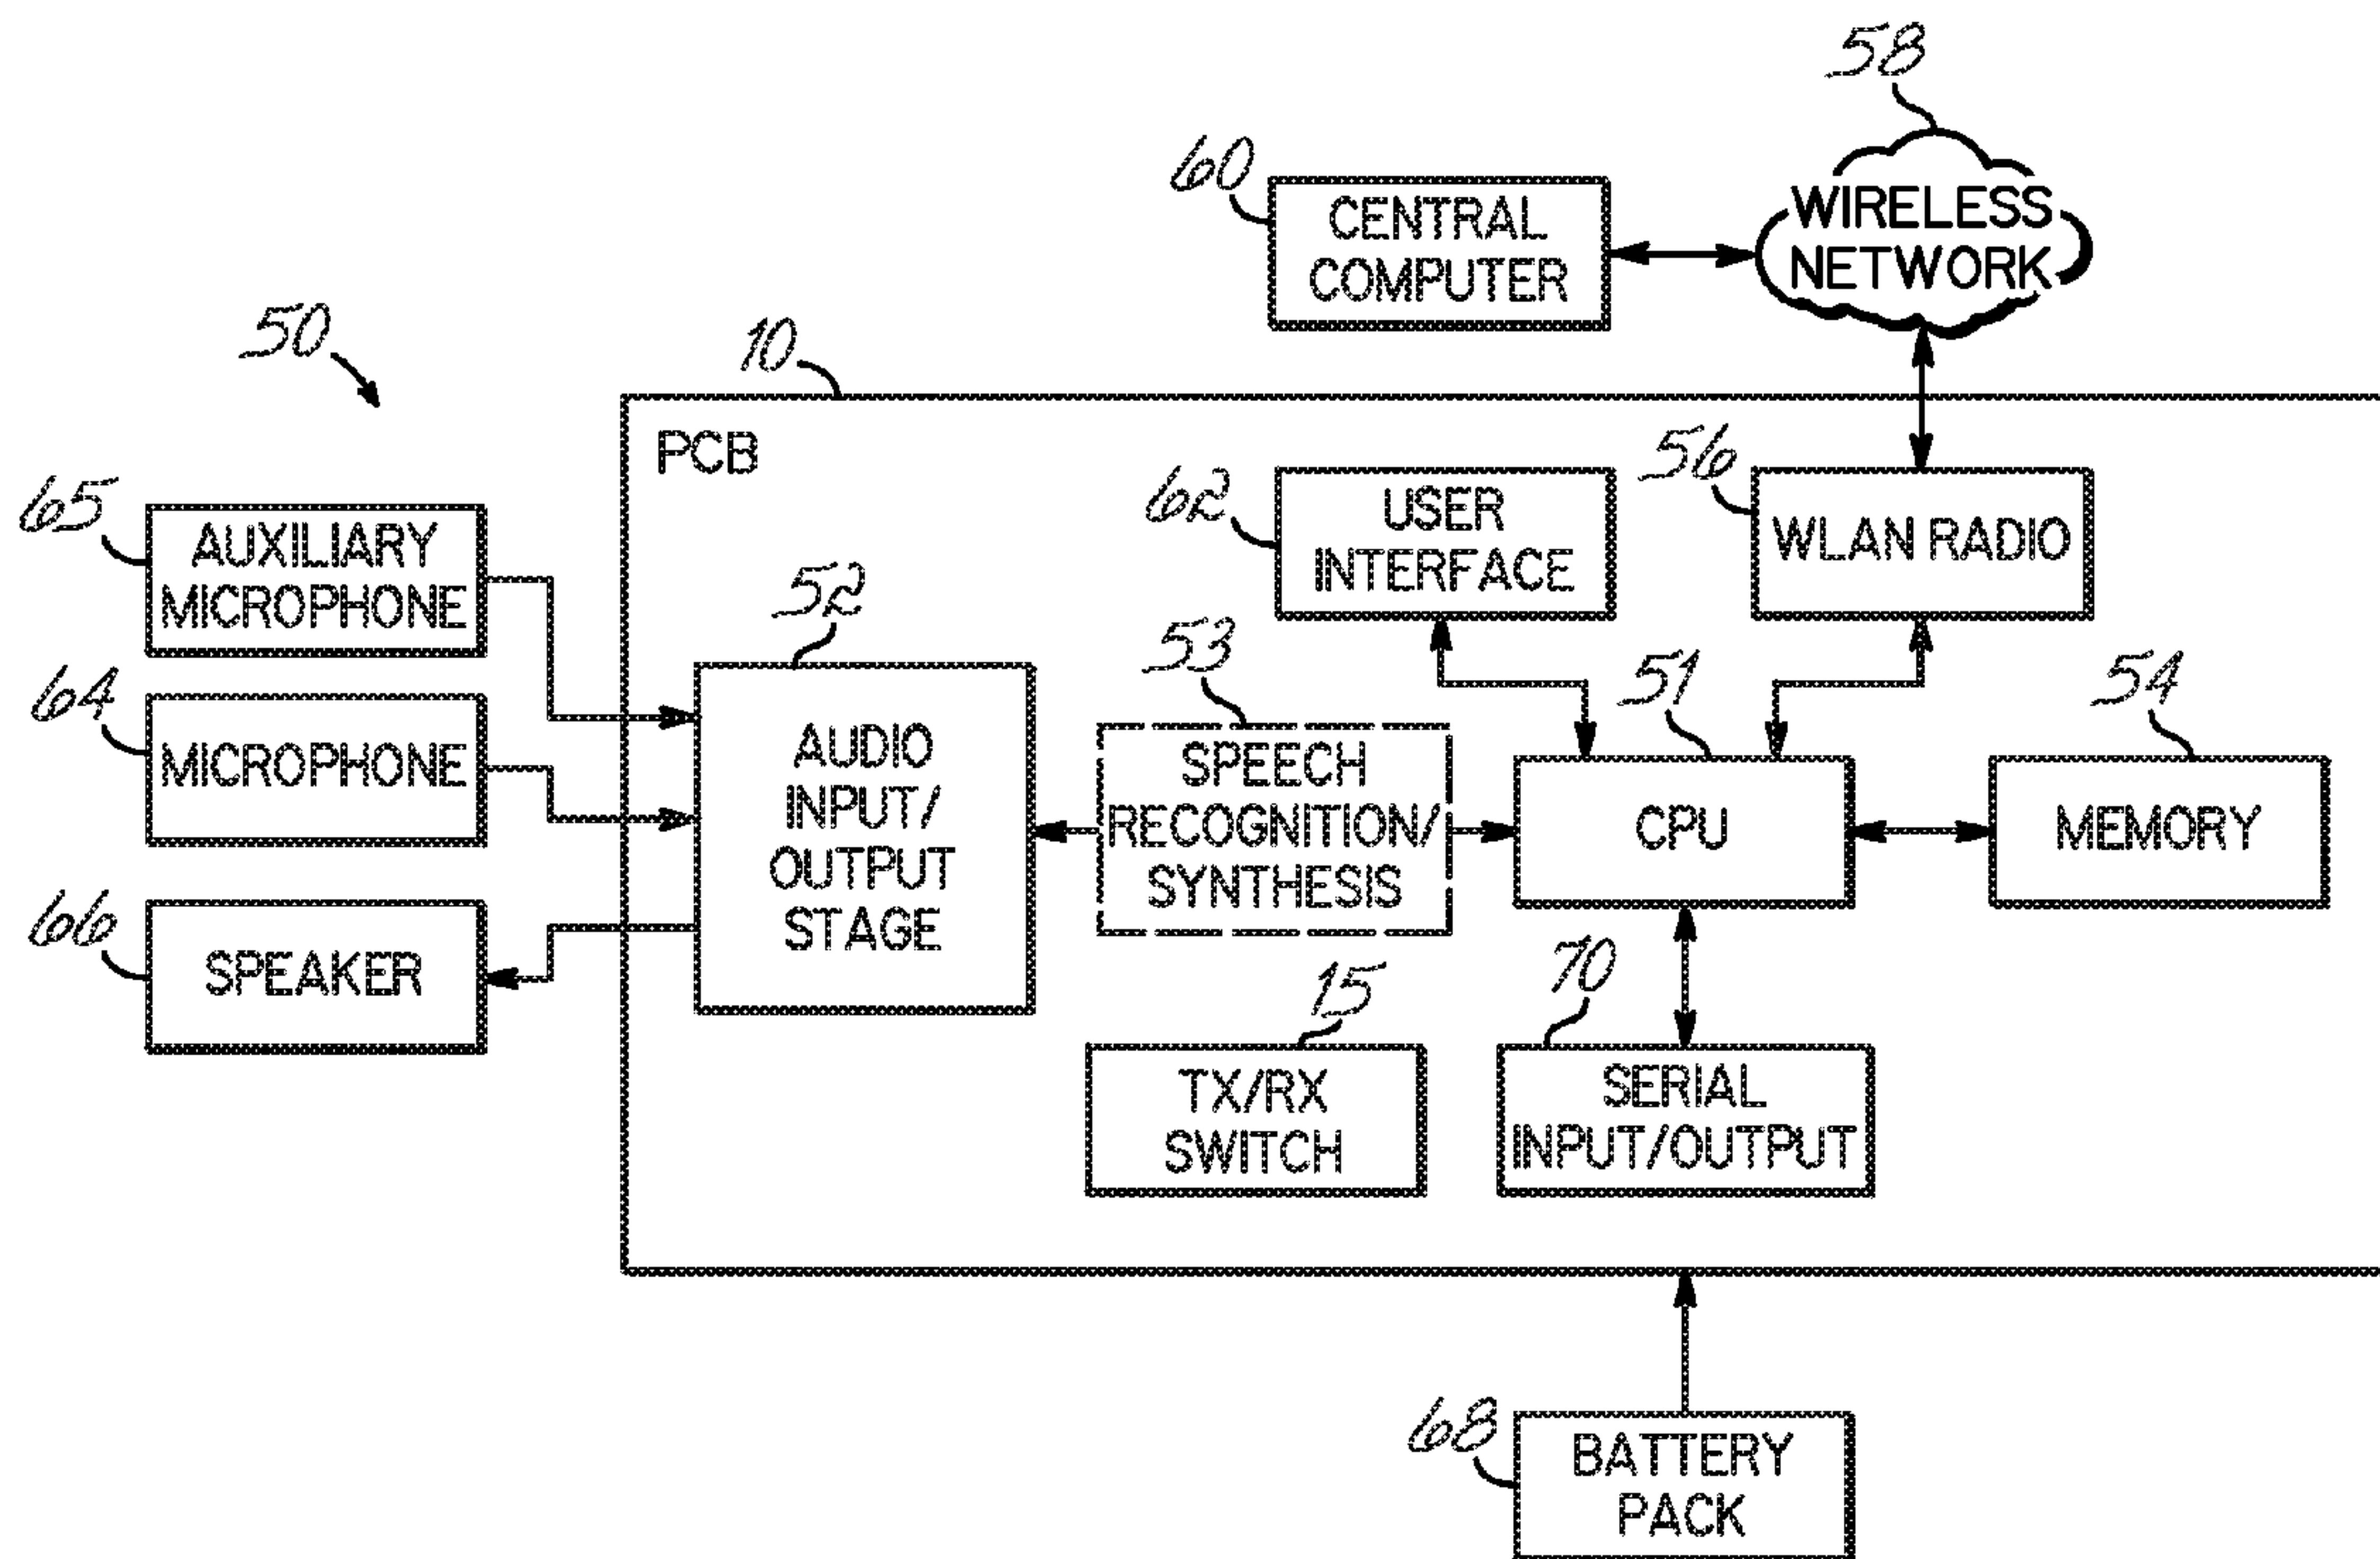 58
60
CENTRAL
COMPUTER
WIRELESS
NETWORK
50
10
PCB
65
AUXILIARY
MICROPHONE
62
USER
INTERFACE
56
WLAN RADIO
52
53
51
54
64
MICROPHONE
AUDIO
INPUT/
OUTPUT
STAGE
SPEECH
RECOGNITION/
SYNTHESIS
CPU
MEMORY
66
SPEAKER
15
TX/RX
SWITCH
70
SERIAL
INPUT/OUTPUT
68
BATTERY
PACK